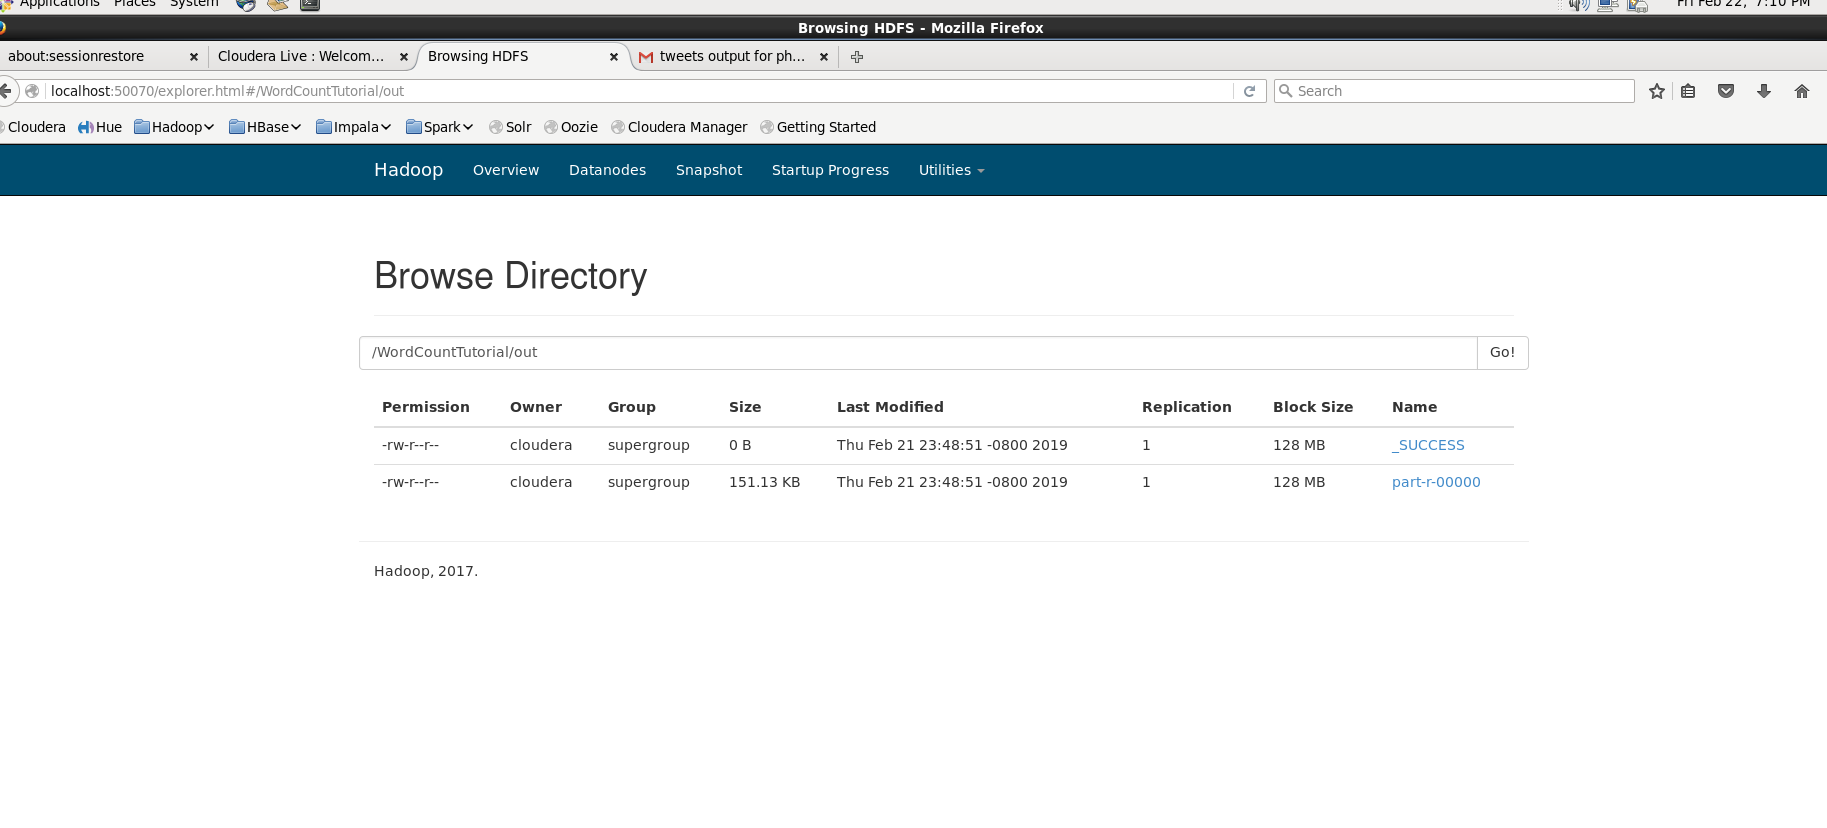 Applications Places System Fri Feb 22, 7:10 PM
Browsing HDFS - Mozilla Firefox
about:sessionrestore Cloudera Live : Welcom... Browsing HDFS tweets output for ph...
localhost:50070/explorer.html#/WordCountTutorial/out Search
Cloudera Hue Hadoop HBase Impala Spark Solr Oozie Cloudera Manager Getting Started
Hadoop Overview Datanodes Snapshot Startup Progress Utilities
Browse Directory
/WordCountTutorial/out Go!
Permission Owner Group Size Last Modified Replication Block Size Name
-rw-r--r-- cloudera supergroup 0 B Thu Feb 21 23:48:51 -0800 2019 1 128 MB _SUCCESS
-rw-r--r-- cloudera supergroup 151.13 KB Thu Feb 21 23:48:51 -0800 2019 1 128 MB part-r-00000
Hadoop, 2017.